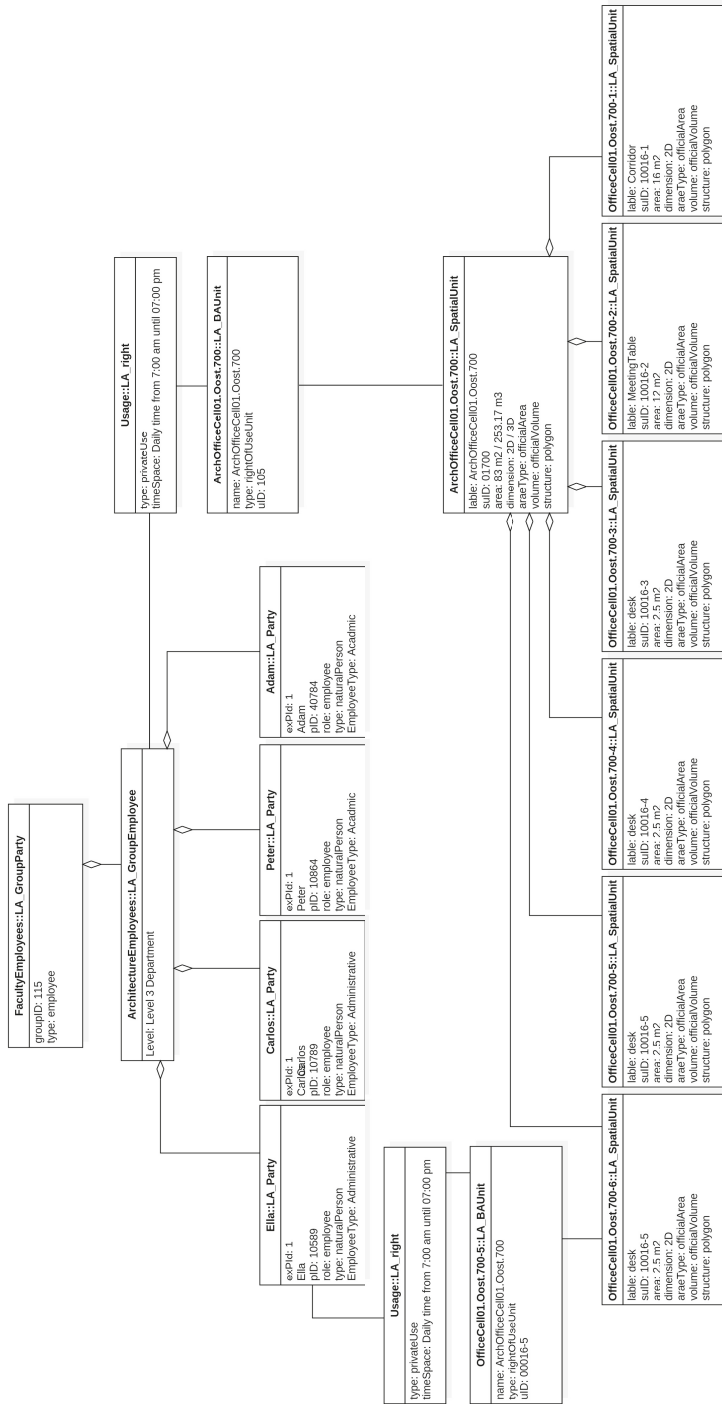 FacultyEmployees::LA_GroupParty
groupID: 115
type: employee
ArchitectureEmployees::LA_GroupEmployee
Level: Level 3 Department
Ella::LA_Party
exPId: 1
Ella
pID: 10589
role: employee
type: naturalPerson
EmployeeType: Administrative
Carlos::LA_Party
exPId: 1
Carlos
pID: 10789
role: employee
type: naturalPerson
EmployeeType: Administrative
Peter::LA_Party
exPId: 1
Peter
pID: 10864
role: employee
type: naturalPerson
EmployeeType: Acadmic
Adam::LA_Party
exPId: 1
Adam
pID: 40784
role: employee
type: naturalPerson
EmployeeType: Acadmic
Usage::LA_right
type: privateUse
timeSpace: Daily time from 7:00 am until 07:00 pm
ArchOfficeCell01.Oost.700::LA_BAUnit
name: ArchOfficeCell01.Oost.700
type: rightOfUseUnit
uID: 105
Usage::LA_right
type: privateUse
timeSpace: Daily time from 7:00 am until 07:00 pm
OfficeCell01.Oost.700-5::LA_BAUnit
name: ArchOfficeCell01.Oost.700
type: rightOfUseUnit
uID: 00016-5
ArchOfficeCell01.Oost.700::LA_SpatialUnit
lable: ArchOfficeCell01.Oost.700
suID: 01700
area: 83 m2 / 253.17 m3
dimension: 2D / 3D
araeType: officialArea
volume: officialVolume
structure: polygon
OfficeCell01.Oost.700-6::LA_SpatialUnit
lable: desk
suID: 10016-5
area: 2.5 m2
dimension: 2D
araeType: officialArea
volume: officialVolume
structure: polygon
OfficeCell01.Oost.700-5::LA_SpatialUnit
lable: desk
suID: 10016-5
area: 2.5 m2
dimension: 2D
araeType: officialArea
volume: officialVolume
structure: polygon
OfficeCell01.Oost.700-4::LA_SpatialUnit
lable: desk
suID: 10016-4
area: 2.5 m2
dimension: 2D
araeType: officialArea
volume: officialVolume
structure: polygon
OfficeCell01.Oost.700-3::LA_SpatialUnit
lable: desk
suID: 10016-3
area: 2.5 m2
dimension: 2D
araeType: officialArea
volume: officialVolume
structure: polygon
OfficeCell01.Oost.700-2::LA_SpatialUnit
lable: MeetingTable
suID: 10016-2
area: 12 m2
dimension: 2D
araeType: officialArea
volume: officialVolume
structure: polygon
OfficeCell01.Oost.700-1::LA_SpatialUnit
lable: Corridor
suID: 10016-1
area: 16 m2
dimension: 2D
araeType: officialArea
volume: officialVolume
structure: polygon